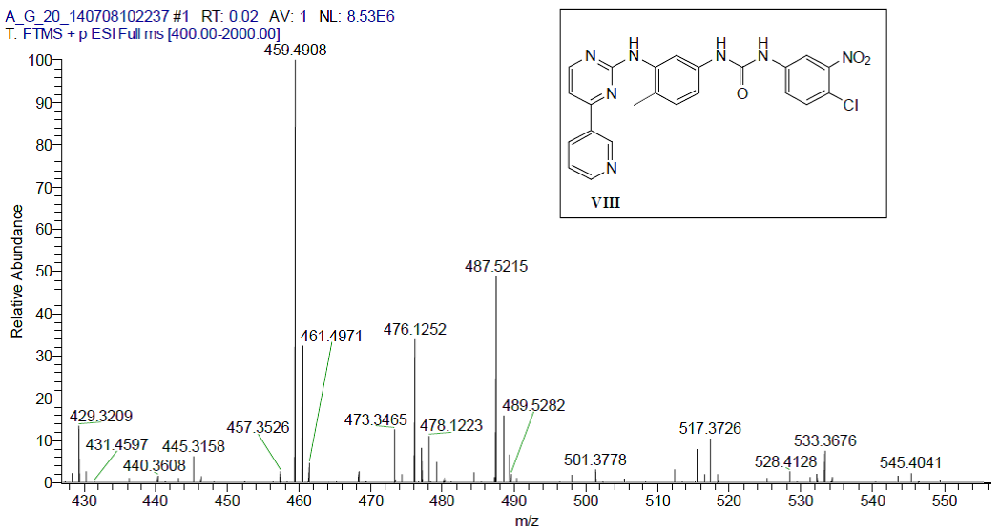 A_G_20_140708102237 #1 RT: 0.02 AV: 1 NL: 8.53E6
T: FTMS + p ESI Full ms [400.00-2000.00]
459.4908
100
90
80
70
60
50
40
30
20
10
0
Relative Abundance
487.5215
461.4971
476.1252
489.5282
429.3209
431.4597
440.3608
445.3158
457.3526
473.3465
478.1223
501.3778
517.3726
528.4128
533.3676
545.4041
430 440 450 460 470 480 490 500 510 520 530 540 550
m/z
N
H
N
N
H
N
O
H
N
NO2
Cl
N
VIII